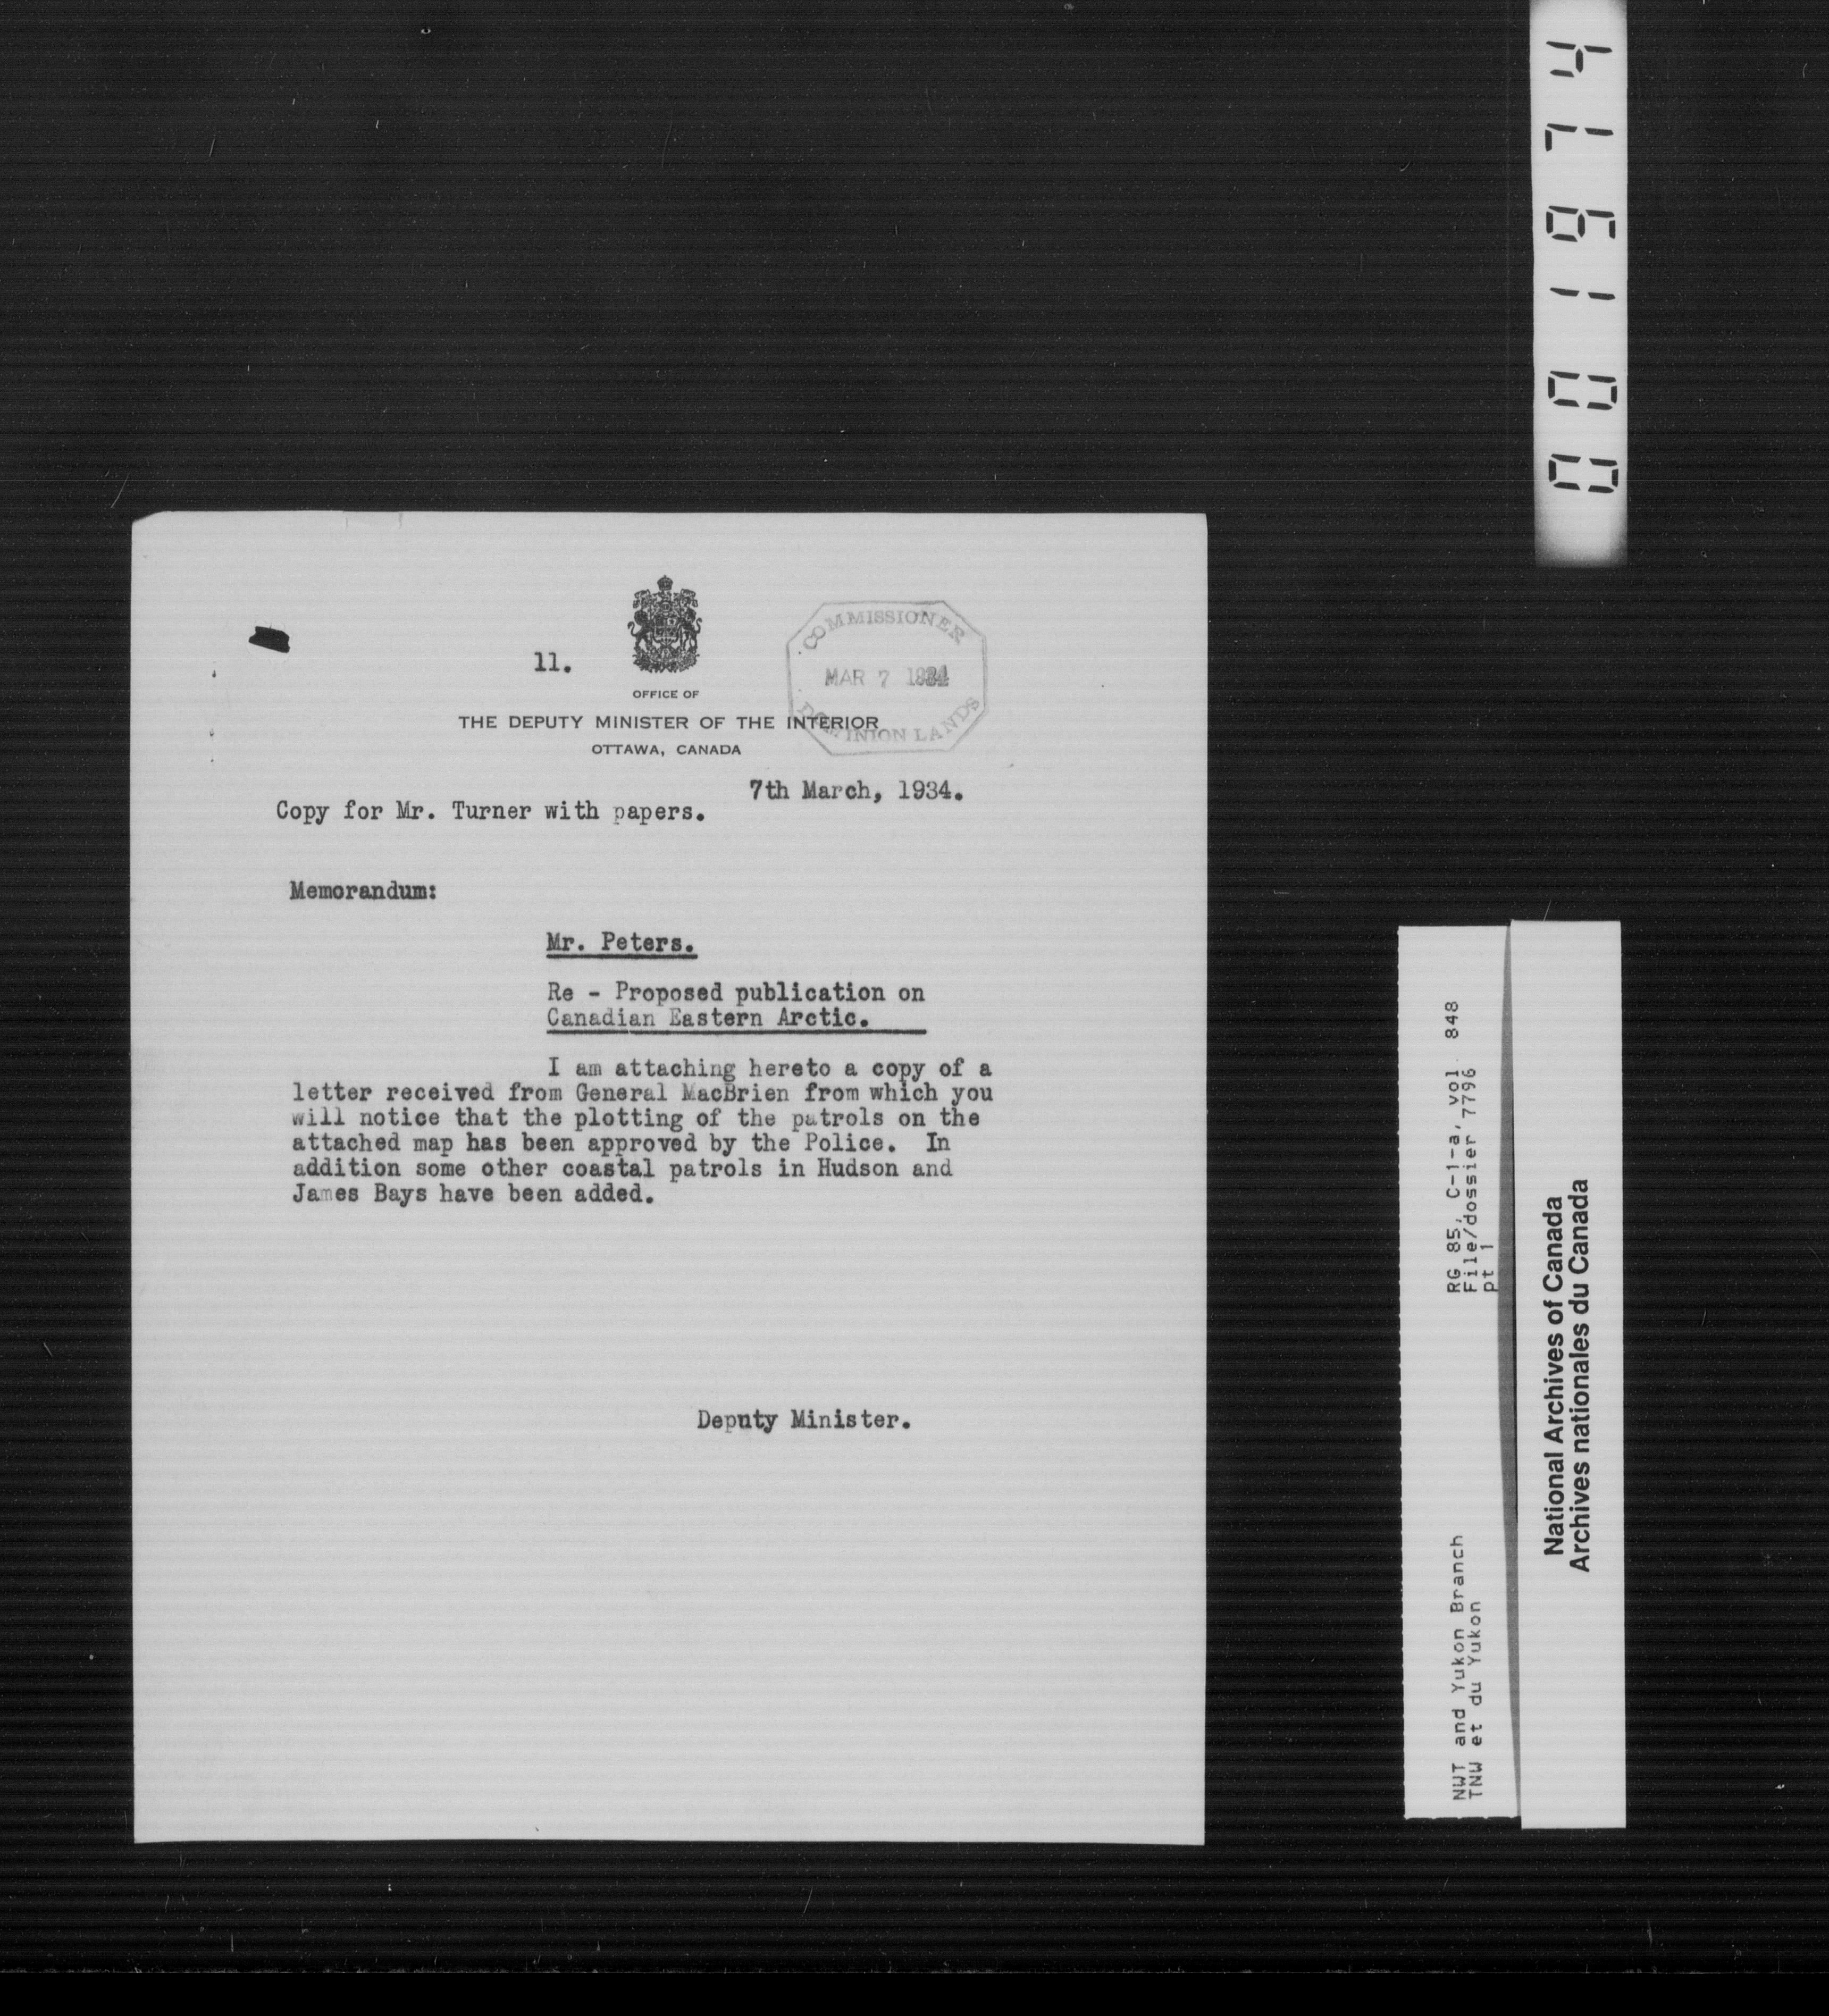 11.
COMMISSIONER
MAR 7 1934
DOMINION LANDS
OFFICE OF
THE DEPUTY MINISTER OF THE INTERIOR
OTTAWA, CANADA
7th March, 1934.
Copy for Mr. Turner with papers.
Memorandum:
Mr. Peters.
Re - Proposed publication on
Canadian Eastern Arctic.
I am attaching hereto a copy of a
letter received from General MacBrien from which you
will notice that the plotting of the patrols on the
attached map has been approved by the Police. In
addition some other coastal patrols in Hudson and
James Bays have been added.
Deputy Minister.
001674
RG 85, C-1-a, vol. 848
File/dossier 7796
pt 1
NWT and Yukon Branch
TNW et du Yukon
National Archives of Canada
Archives nationales du Canada